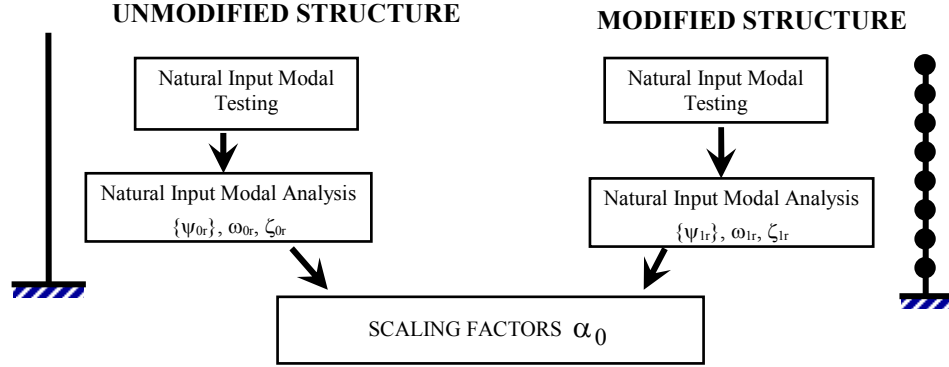 UNMODIFIED STRUCTURE
Natural Input Modal
Testing
Natural Input Modal Analysis
{ψ0r}, ω0r, ζ0r
MODIFIED STRUCTURE
Natural Input Modal
Testing
Natural Input Modal Analysis
{ψ1r}, ω1r, ζ1r
SCALING FACTORS α0